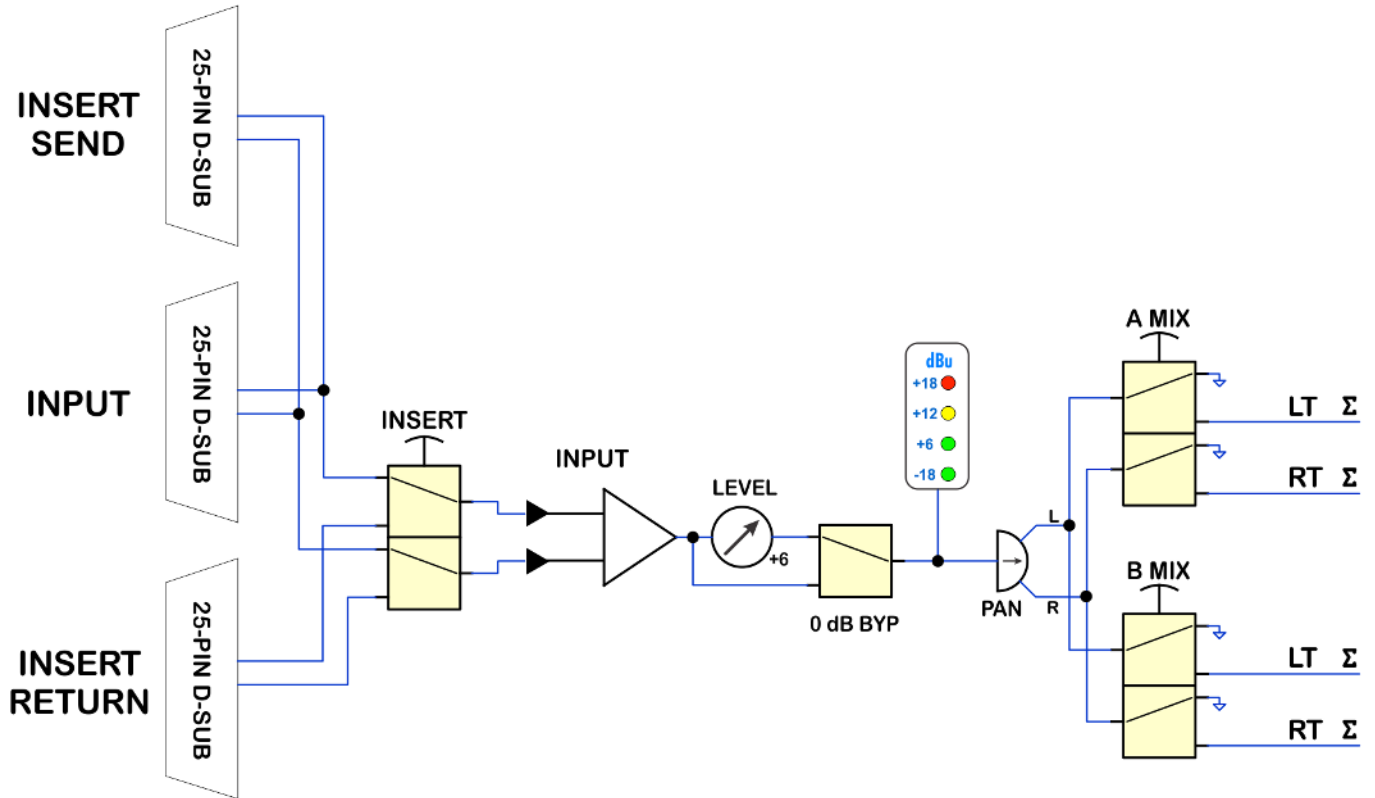 INSERT
SEND
25-PIN D-SUB
INPUT
25-PIN D-SUB
INSERT
RETURN
25-PIN D-SUB
INSERT
INPUT
LEVEL
+6
0 dB BYP
dBu
+18
+12
+6
-18
PAN
L
R
A MIX
LT Σ
RT Σ
B MIX
LT Σ
RT Σ